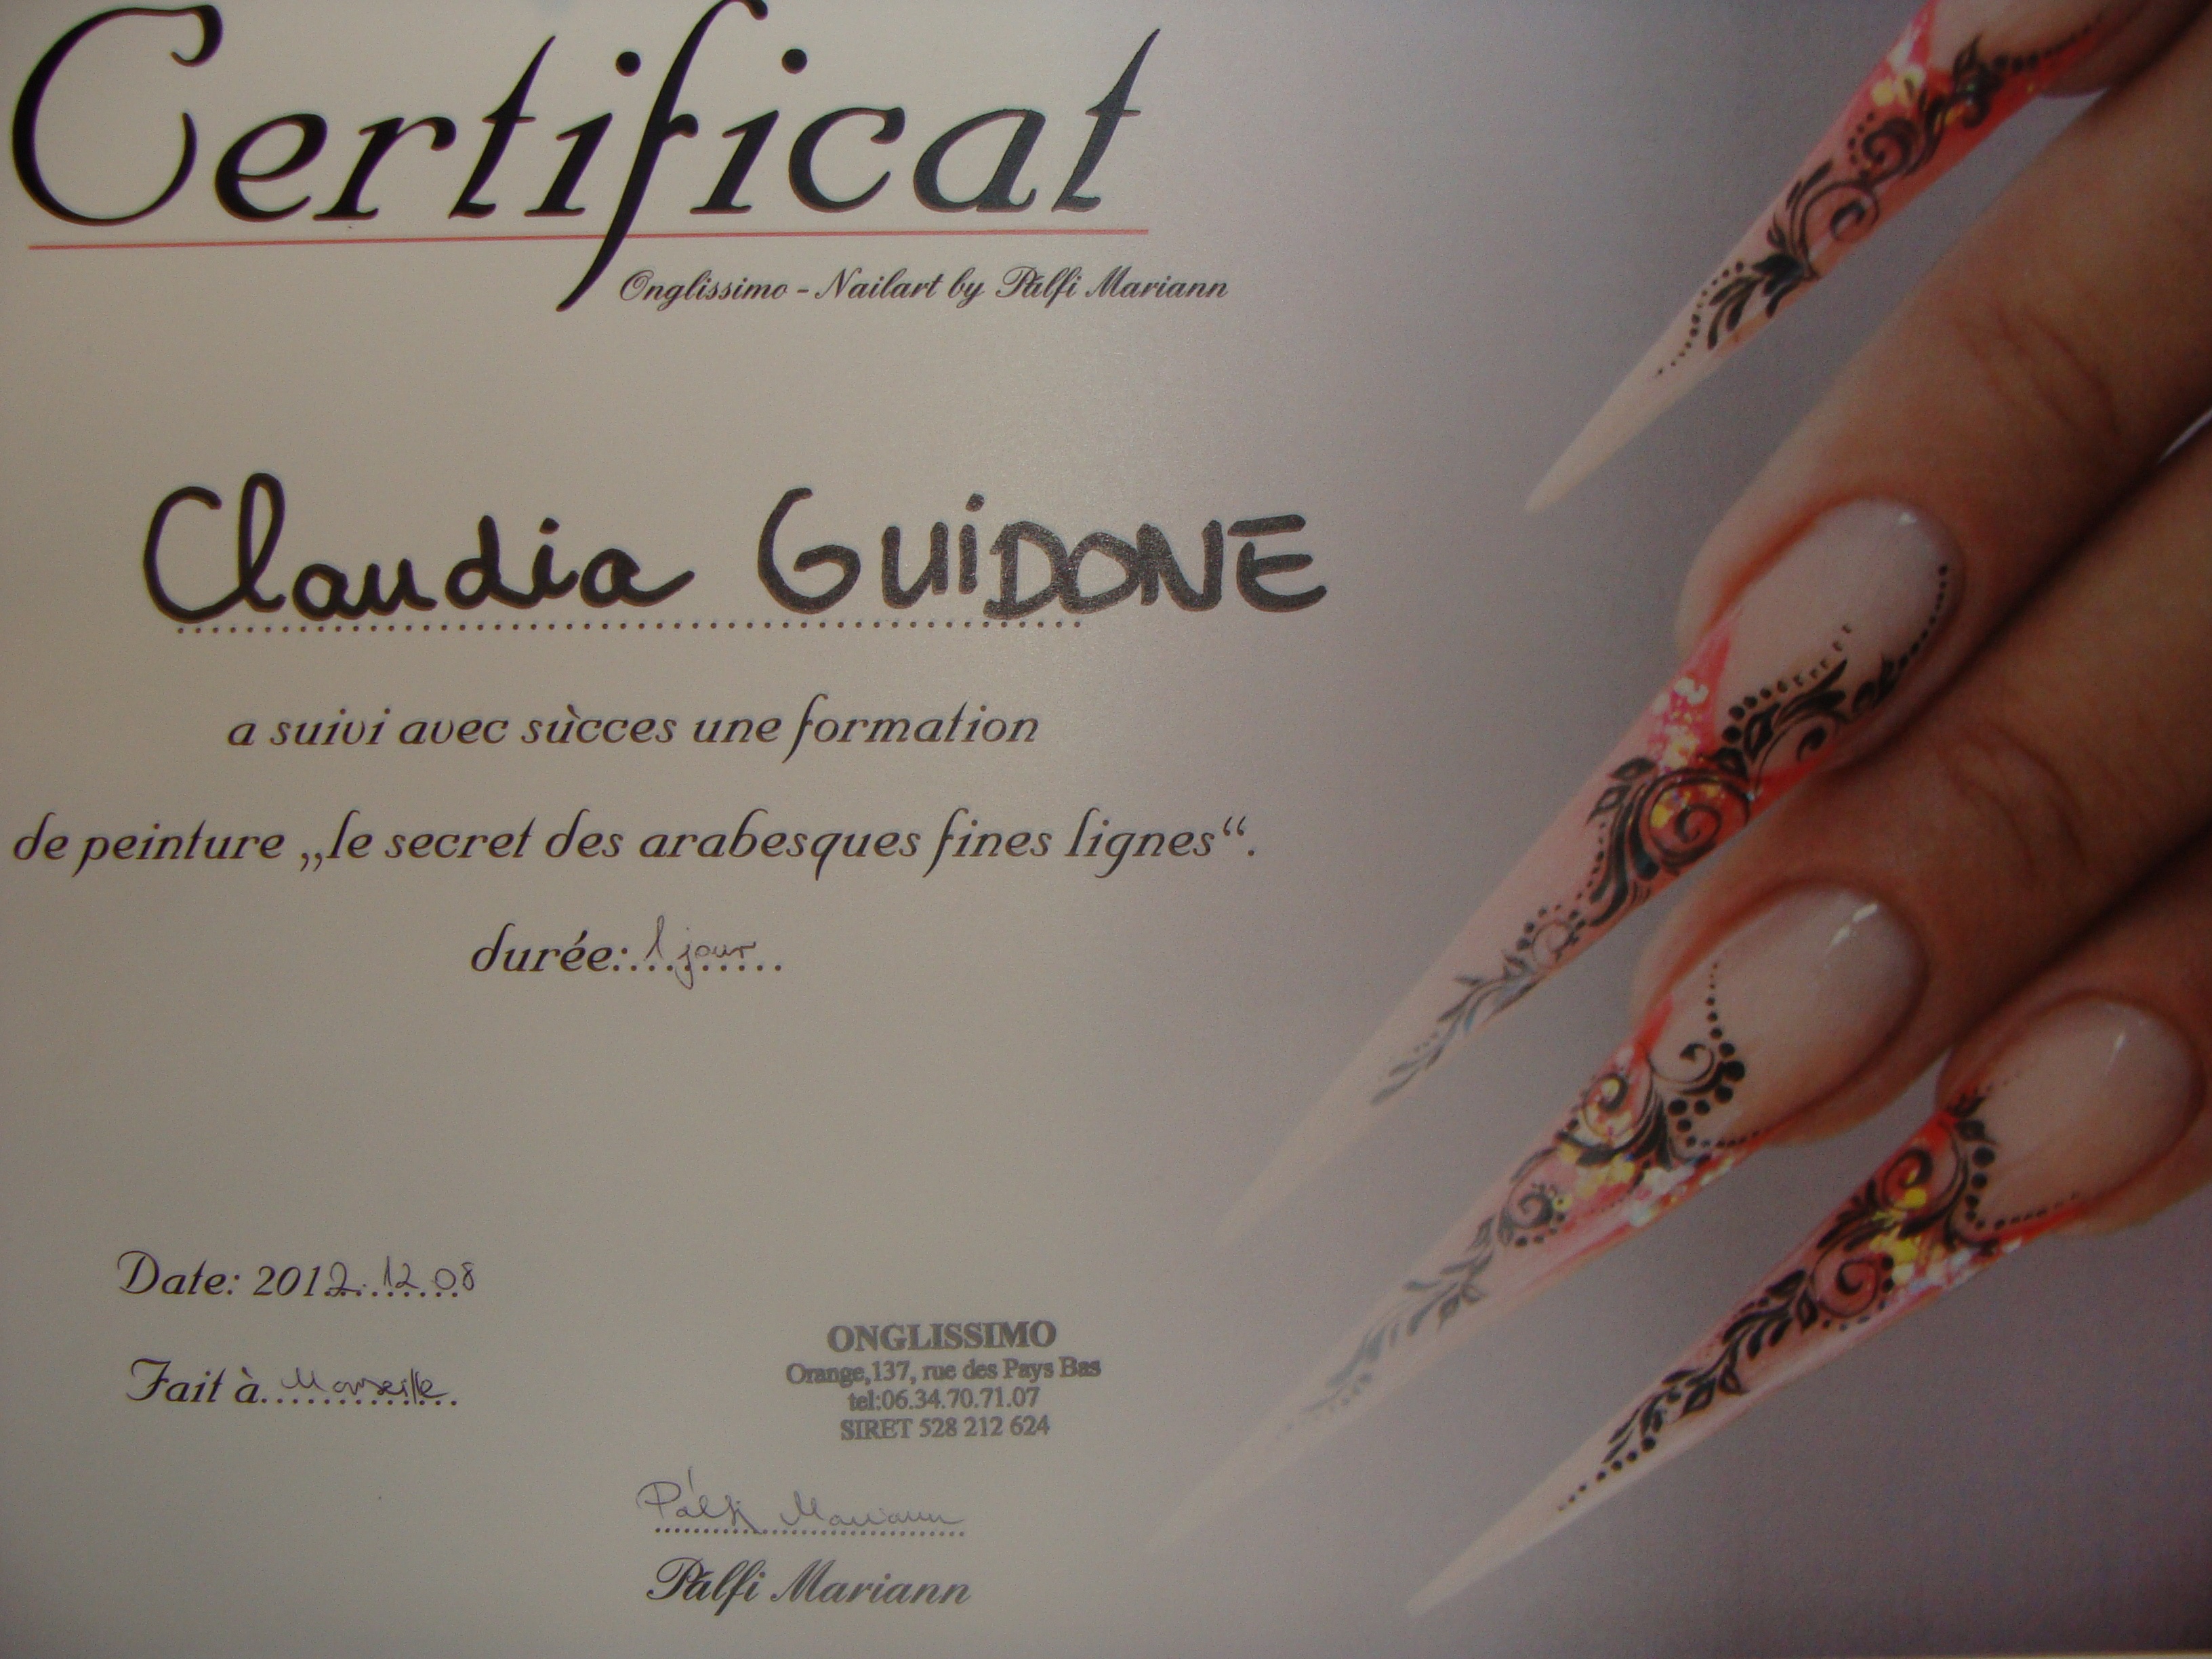 Certificat
Onglissimo - Nailart by Pálfi Mariann
Claudia GUIDONE
a suivi avec sùcces une formation
de peinture „le secret des arabesques fines lignes“.
durée:..1 jour...
Date: 2012.12.08
Fait à..Marseille..
ONGLISSIMO
Orange,137, rue des Pays Bas
tel:06.34.70.71.07
SIRET 528 212 624
Pálfi Mariann
Pálfi Mariann